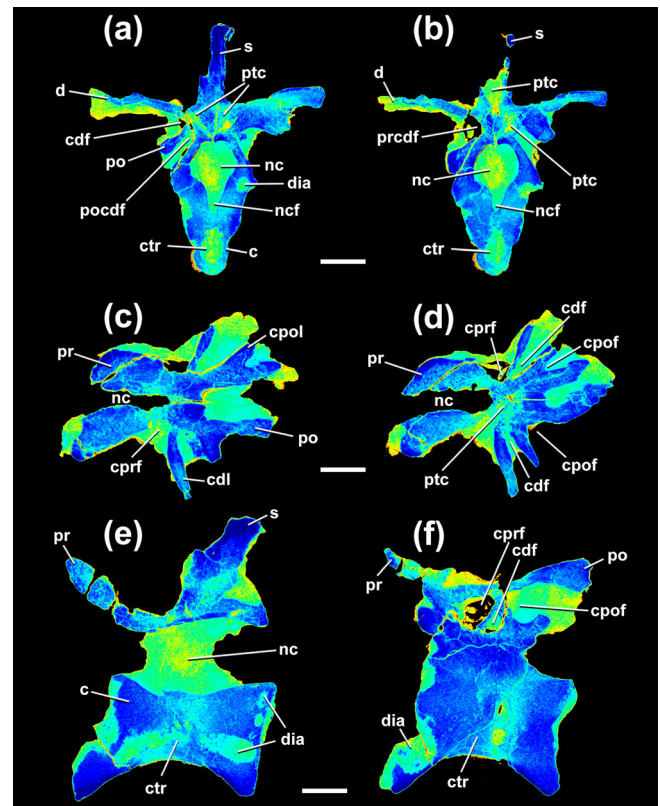 (a)
(b)
s
s
ptc
ptc
d
d
cdf
prcdf
po
nc
nc
ptc
dia
pocdf
ncf
ncf
ctr
c
ctr
(c)
(d)
cdf
cpol
cprf
cpof
pr
pr
nc
nc
po
cprf
cpof
cdl
ptc
cdf
(e)
s
(f)
cprf
cdf
po
pr
pr
cpof
nc
c
dia
dia
ctr
ctr